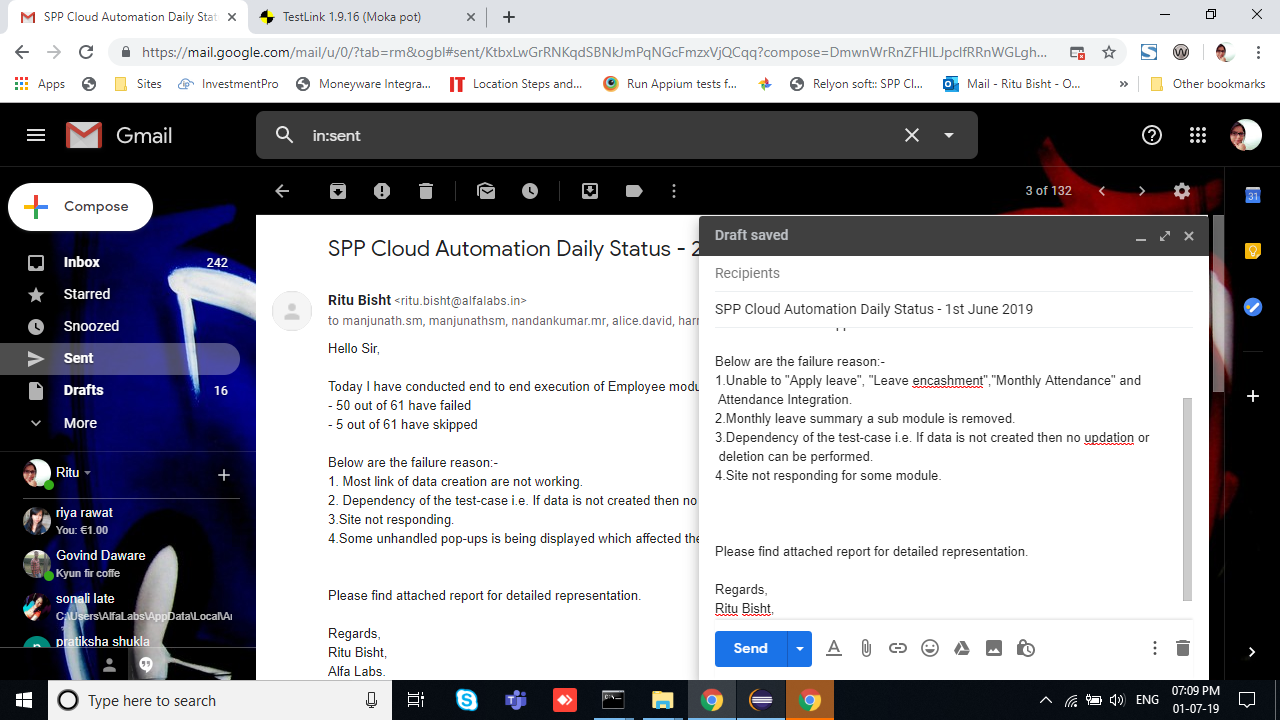 SPP Cloud Automation Daily Stat
TestLink 1.9.16 (Moka pot)
https://mail.google.com/mail/u/0/?tab=rm&ogbl#sent/KtbxLwGrRNKqdSBNkJmPqNGcFmzxVjQCqq?compose=DmwnWrRnZFHlLJpclfRRnWGLgh...
Apps
Sites
InvestmentPro
Moneyware Integra...
Location Steps and...
Run Appium tests f...
Relyon soft:: SPP Cl...
Mail - Ritu Bisht - O...
»
Other bookmarks
Gmail
in:sent
Compose
3 of 132
Inbox 242
Starred
Snoozed
Sent
Drafts 16
More
Ritu
riya rawat
You: €1.00
Govind Daware
Kyun fir coffe
sonali late
C:\Users\AlfaLabs\AppData\Local\An
pratiksha shukla
SPP Cloud Automation Daily Status - 2
Ritu Bisht <ritu.bisht@alfalabs.in>
to manjunath.sm, manjunathsm, nandankumar.mr, alice.david, harr
Hello Sir,
Today I have conducted end to end execution of Employee modu
- 50 out of 61 have failed
- 5 out of 61 have skipped
Below are the failure reason:-
1. Most link of data creation are not working.
2. Dependency of the test-case i.e. If data is not created then no
3.Site not responding.
4.Some unhandled pop-ups is being displayed which affected the
Please find attached report for detailed representation.
Regards,
Ritu Bisht,
Alfa Labs.
Draft saved
Recipients
SPP Cloud Automation Daily Status - 1st June 2019
Below are the failure reason:-
1.Unable to "Apply leave", "Leave encashment","Monthly Attendance" and
Attendance Integration.
2.Monthly leave summary a sub module is removed.
3.Dependency of the test-case i.e. If data is not created then no updation or
deletion can be performed.
4.Site not responding for some module.
Please find attached report for detailed representation.
Regards,
Ritu Bisht,
Send
31
Type here to search
ENG
07:09 PM
01-07-19